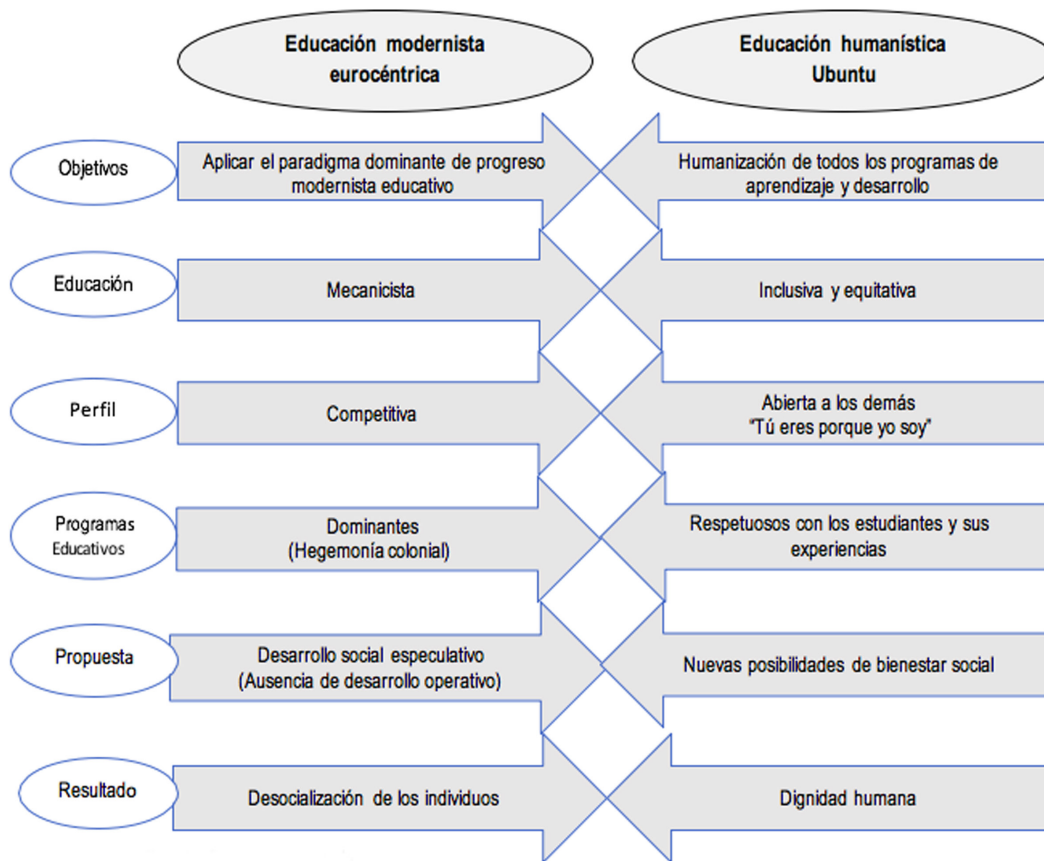 Educación modernista
eurocéntrica
Educación humanística
Ubuntu
Objetivos
Aplicar el paradigma dominante de progreso
modernista educativo
Humanización de todos los programas de
aprendizaje y desarrollo
Educación
Mecanicista
Inclusiva y equitativa
Perfil
Competitiva
Abierta a los demás
“Tú eres porque yo soy”
Programas
Educativos
Dominantes
(Hegemonía colonial)
Respetuosos con los estudiantes y sus
experiencias
Propuesta
Desarrollo social especulativo
(Ausencia de desarrollo operativo)
Nuevas posibilidades de bienestar social
Resultado
Desocialización de los individuos
Dignidad humana